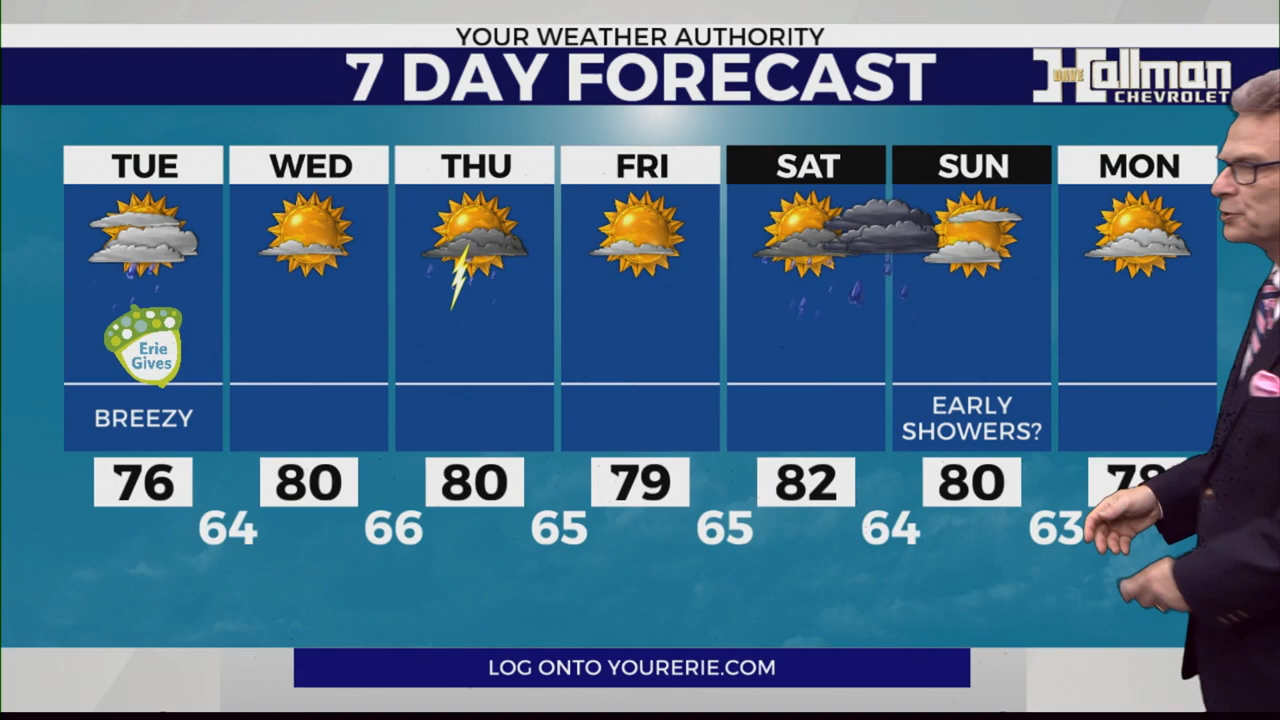 YOUR WEATHER AUTHORITY
7 DAY FORECAST
DAVE
Hallman
CHEVROLET
TUE WED THU FRI SAT SUN MON
Erie
Gives
BREEZY
EARLY
SHOWERS?
76 80 80 79 82 80
64 66 65 65 64 63
LOG ONTO YOURERIE.COM